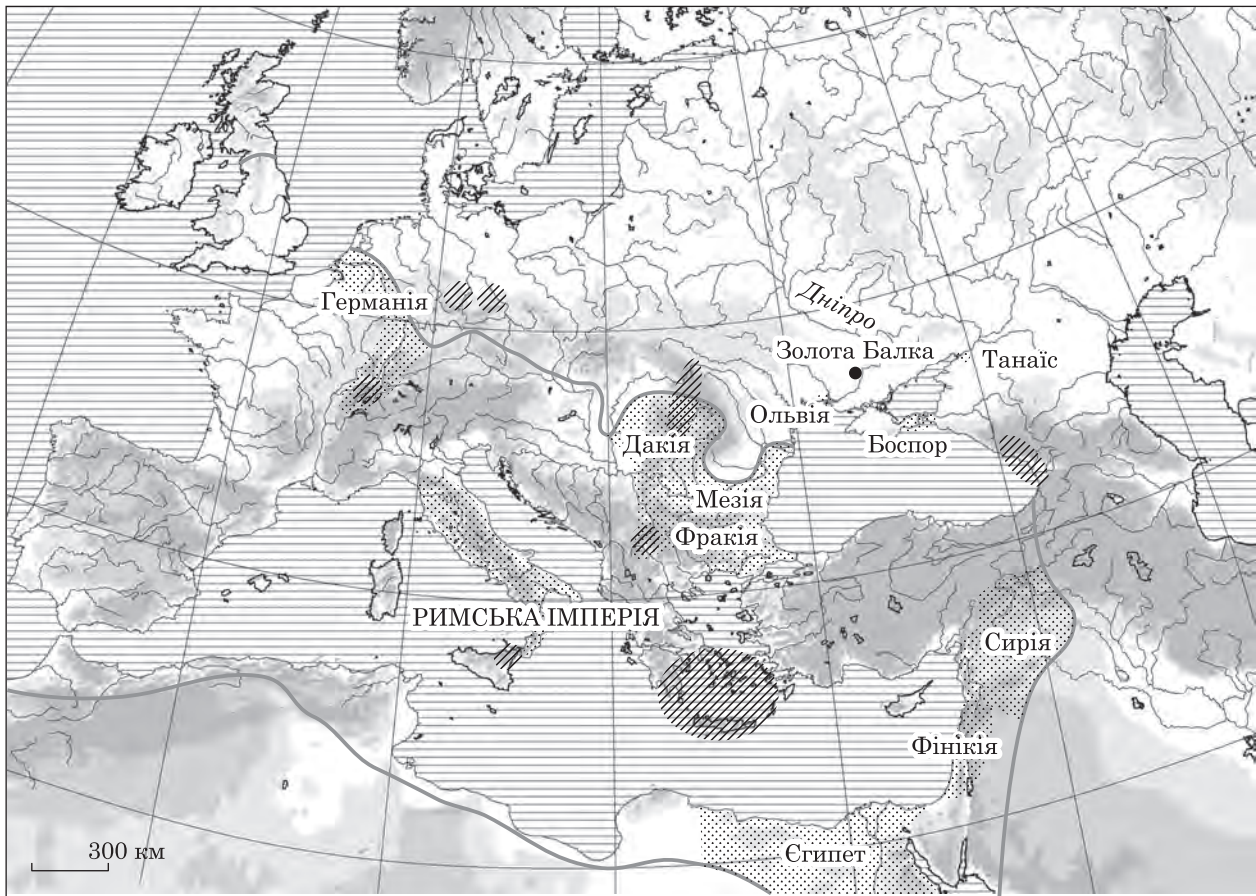 Германія
Дніпро
Золота Балка
Танаїс
Ольвія
Боспор
Дакія
Мезія
Фракія
РИМСЬКА ІМПЕРІЯ
Сирія
Фінікія
Єгипет
300 км